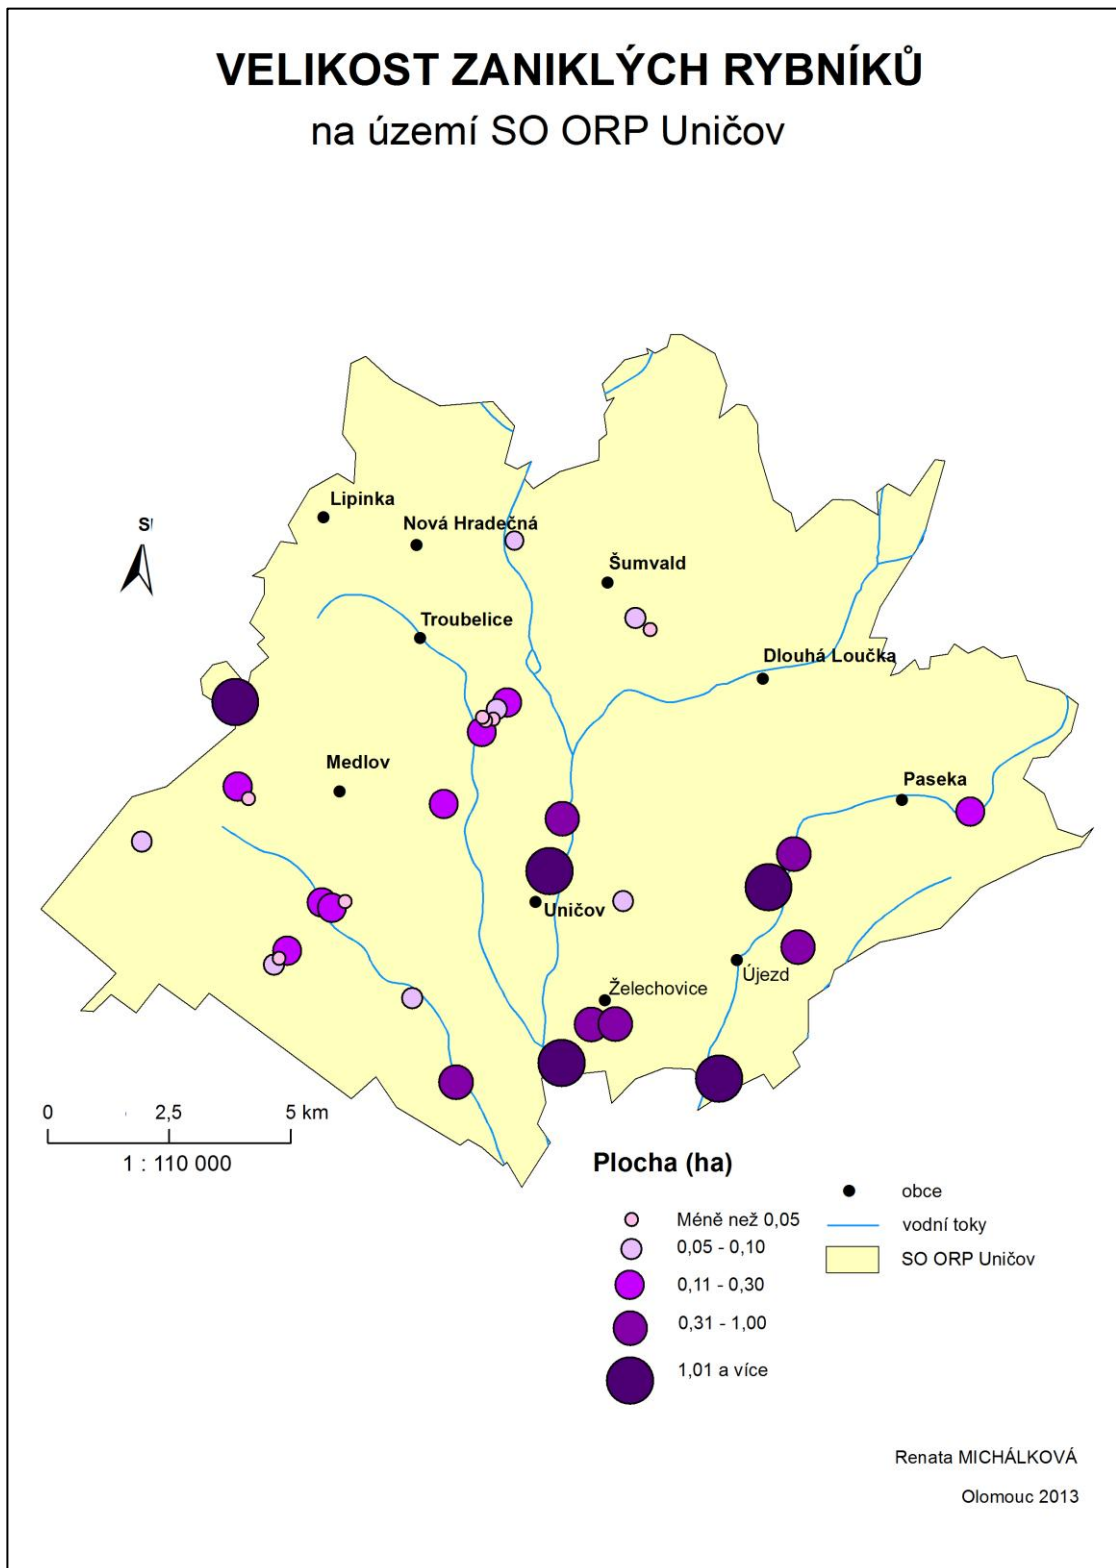 VELIKOST ZANIKLÝCH RYBNÍKŮ
na území SO ORP Uničov
Lipinka
Nová Hradečná
Šumvald
Troubelice
Dlouhá Loučka
Medlov
Paseka
Uničov
Újezd
Želechovice
0 2,5 5 km
1 : 110 000
Plocha (ha)
Méně než 0,05
0,05 - 0,10
0,11 - 0,30
0,31 - 1,00
1,01 a více
obce
vodní toky
SO ORP Uničov
Renata MICHÁLKOVÁ
Olomouc 2013